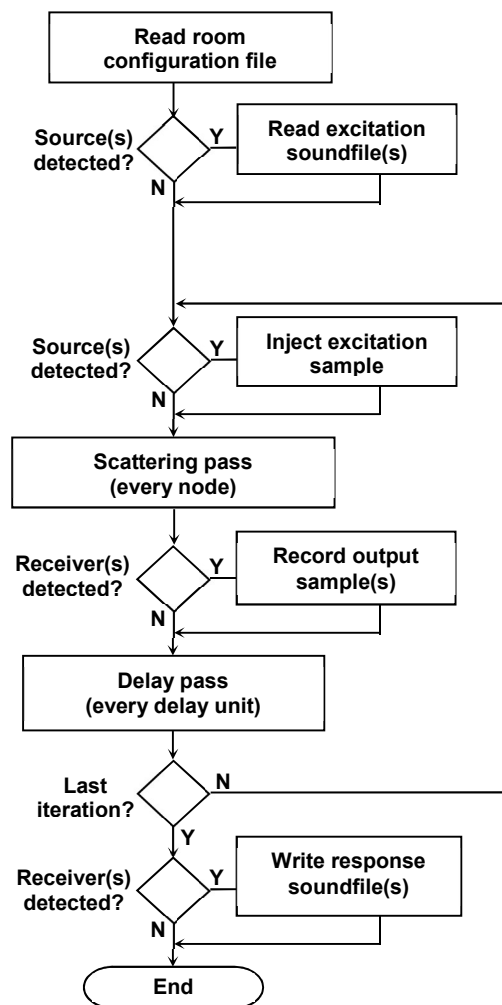 Read room
configuration file
Source(s)
detected?
Y
Read excitation
soundfile(s)
N
Source(s)
detected?
Y
Inject excitation
sample
N
Scattering pass
(every node)
Receiver(s)
detected?
Y
Record output
sample(s)
N
Delay pass
(every delay unit)
Last
iteration?
N
Y
Receiver(s)
detected?
Y
Write response
soundfile(s)
N
End